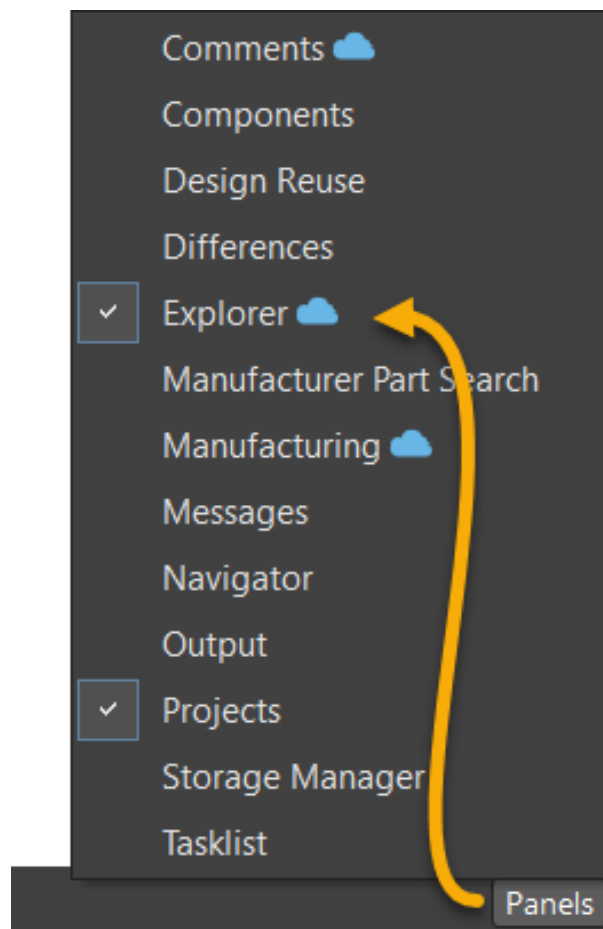 Comments
Components
Design Reuse
Differences
Explorer
Manufacturer Part Search
Manufacturing
Messages
Navigator
Output
Projects
Storage Manager
Tasklist
Panels